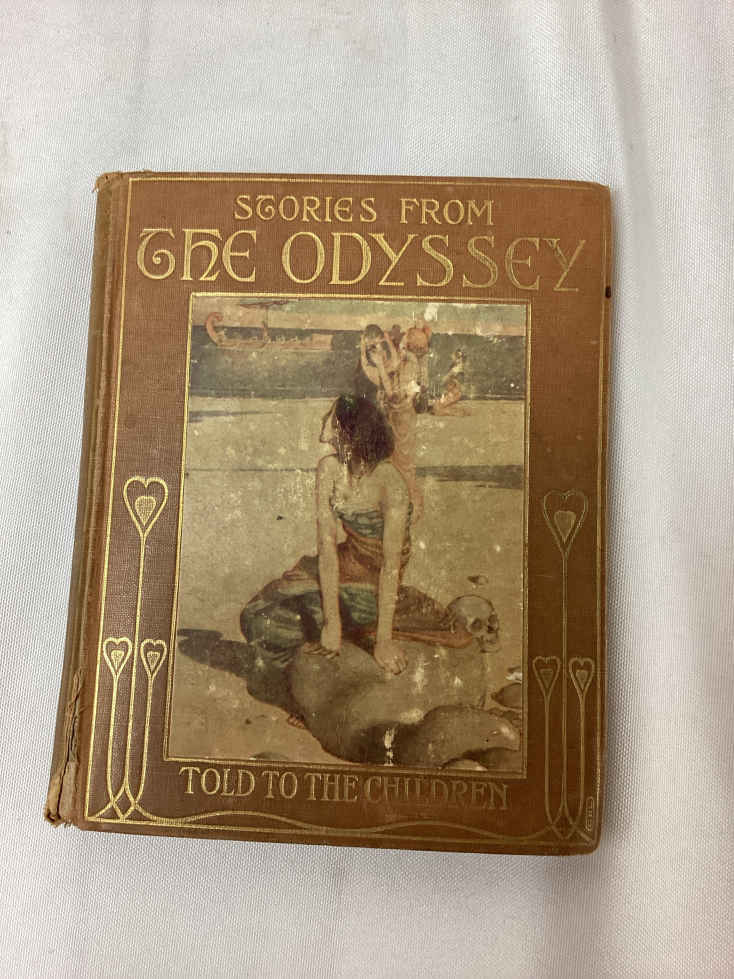 STORIES FROM
THE ODYSSEY
TOLD TO THE CHILDREN